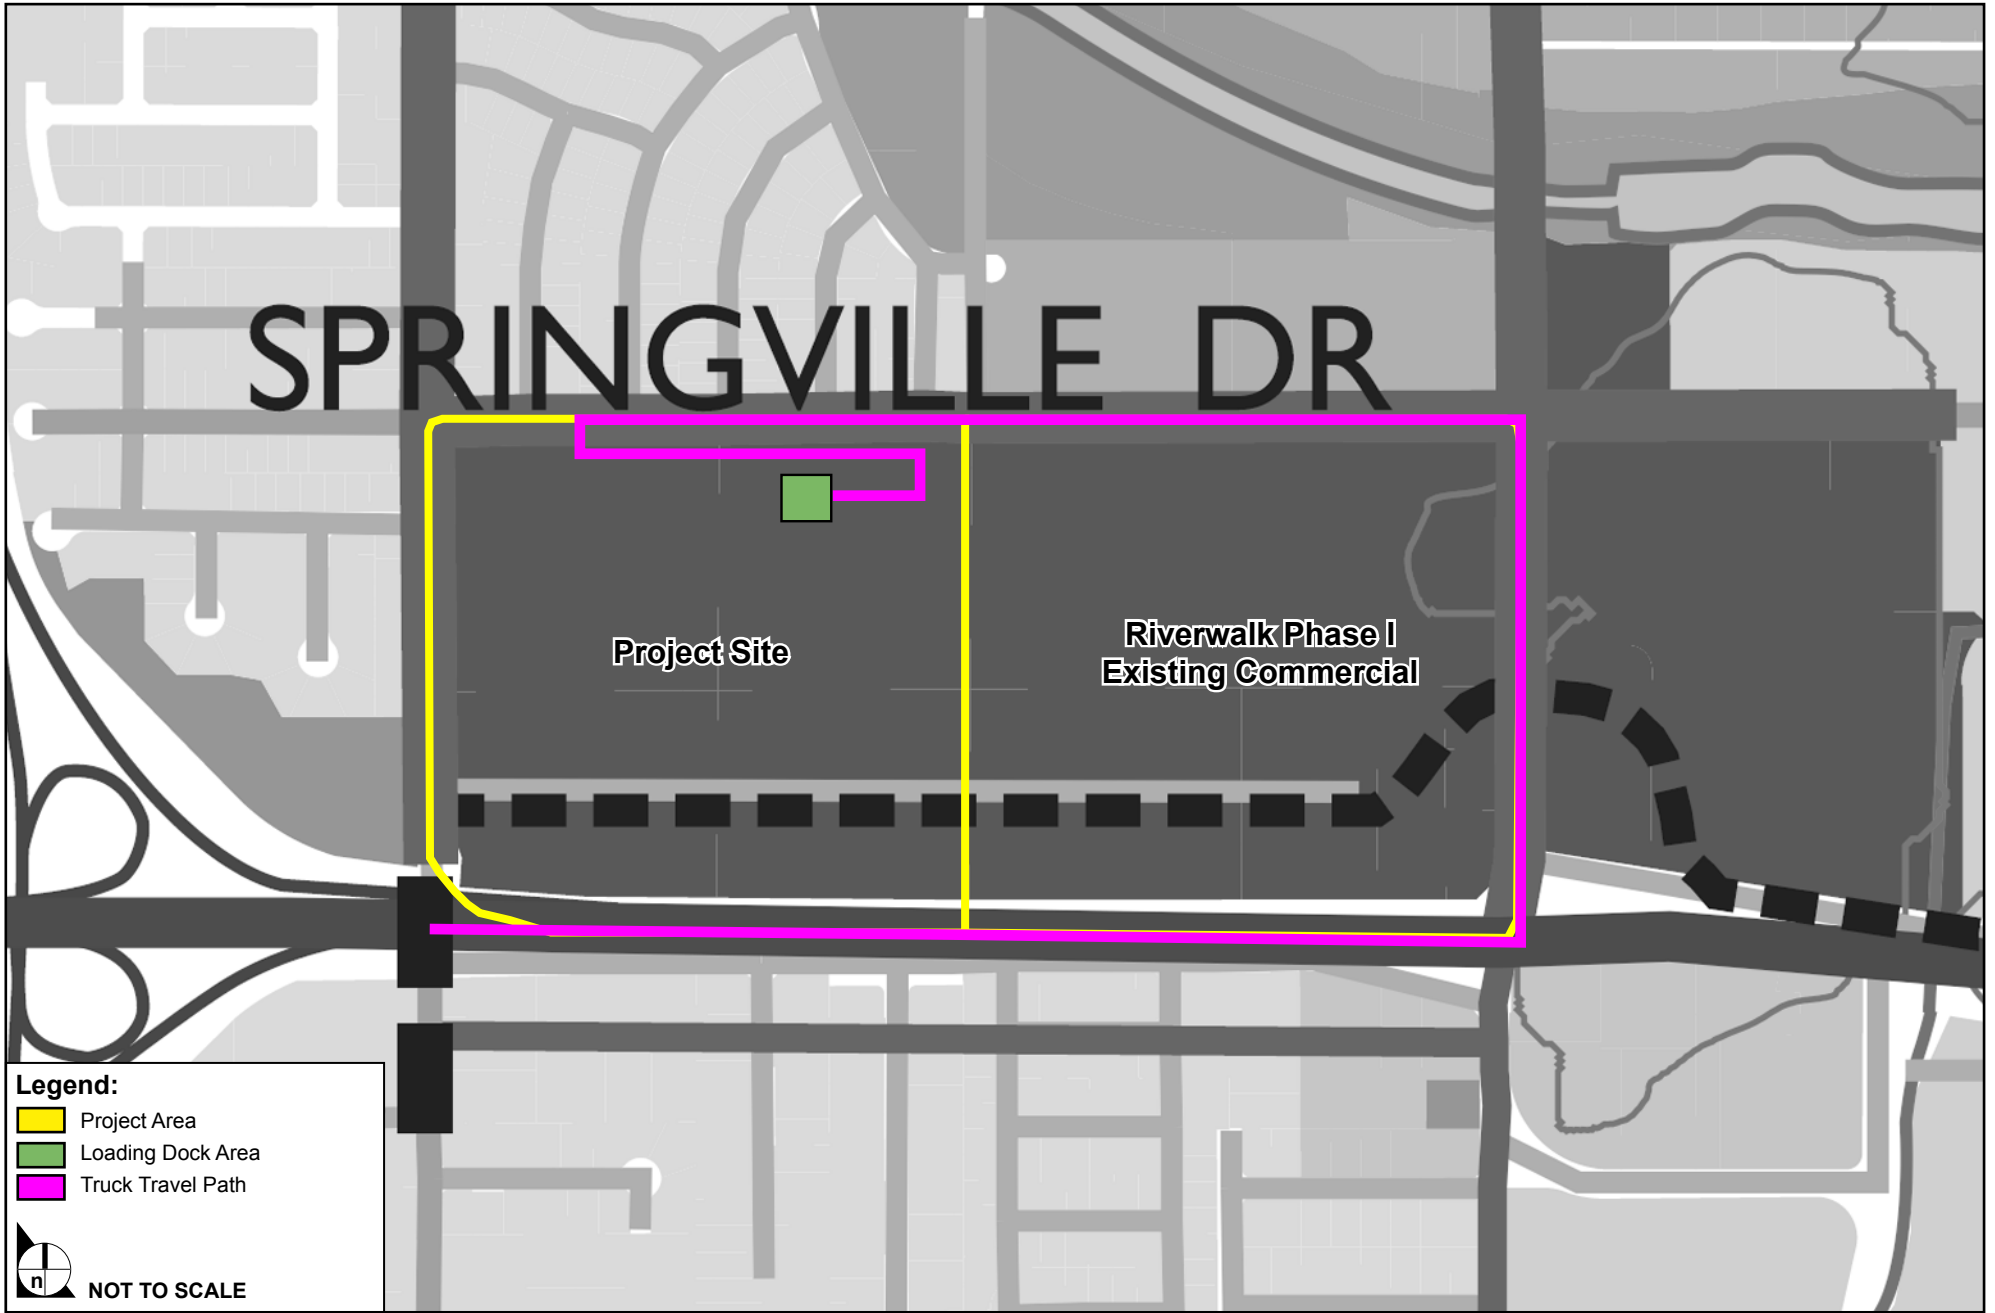 SPRINGVILLE DR
Project Site
Riverwalk Phase I
Existing Commercial
Legend:
Project Area
Loading Dock Area
Truck Travel Path
n
NOT TO SCALE